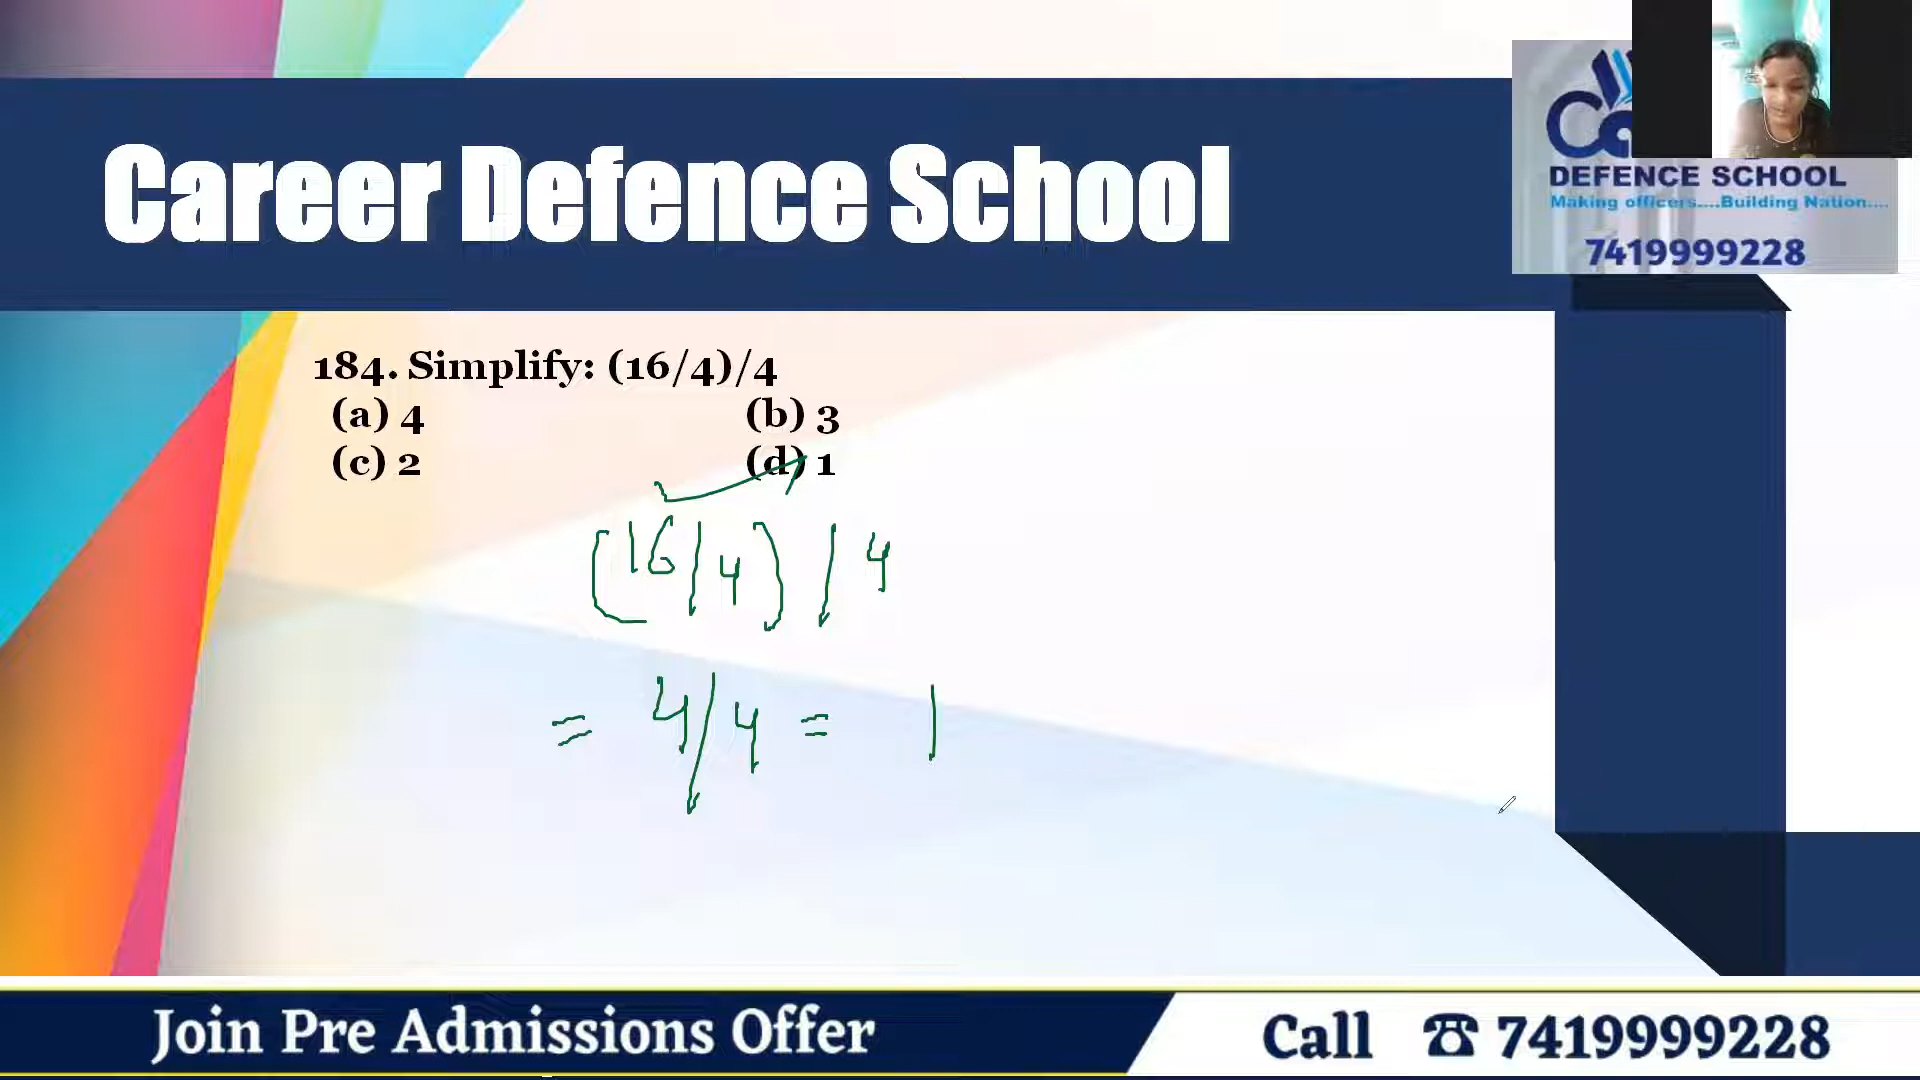 Career Defence School
DEFENCE SCHOOL
Making officers....Building Nation....
7419999228
184. Simplify: (16/4)/4
(a) 4 (b) 3
(c) 2 (d) 1
(16/4) / 4
= 4/4 = 1
Join Pre Admissions Offer
Call ☎ 7419999228